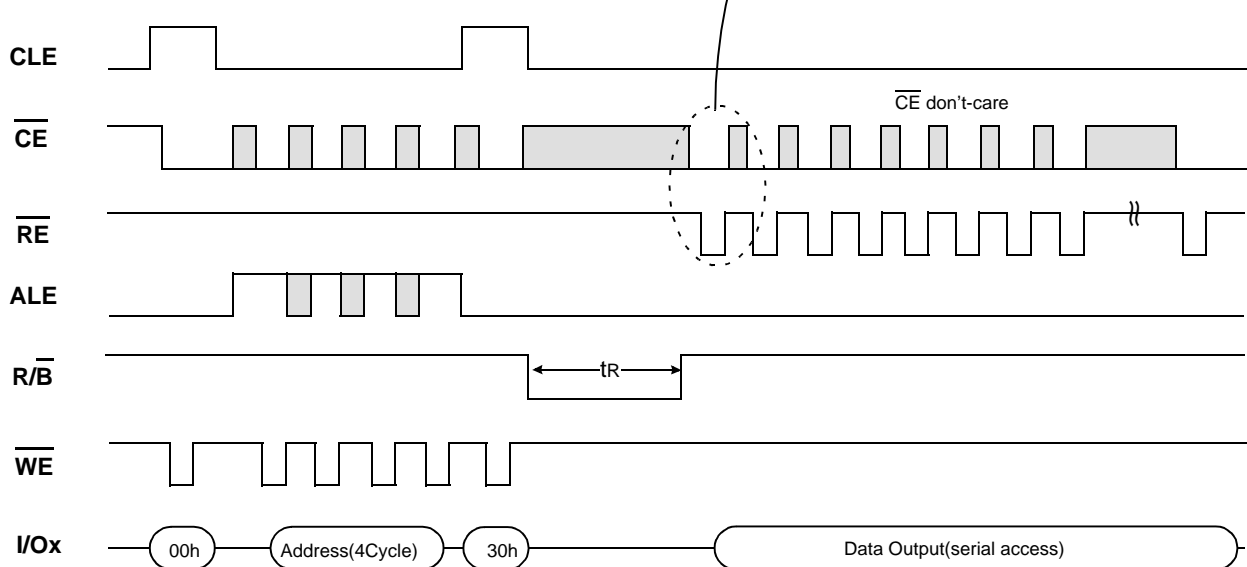 CLE
CE don't-care
CE
RE
ALE
R/B
tR
WE
I/Ox
00h
Address(4Cycle)
30h
Data Output(serial access)